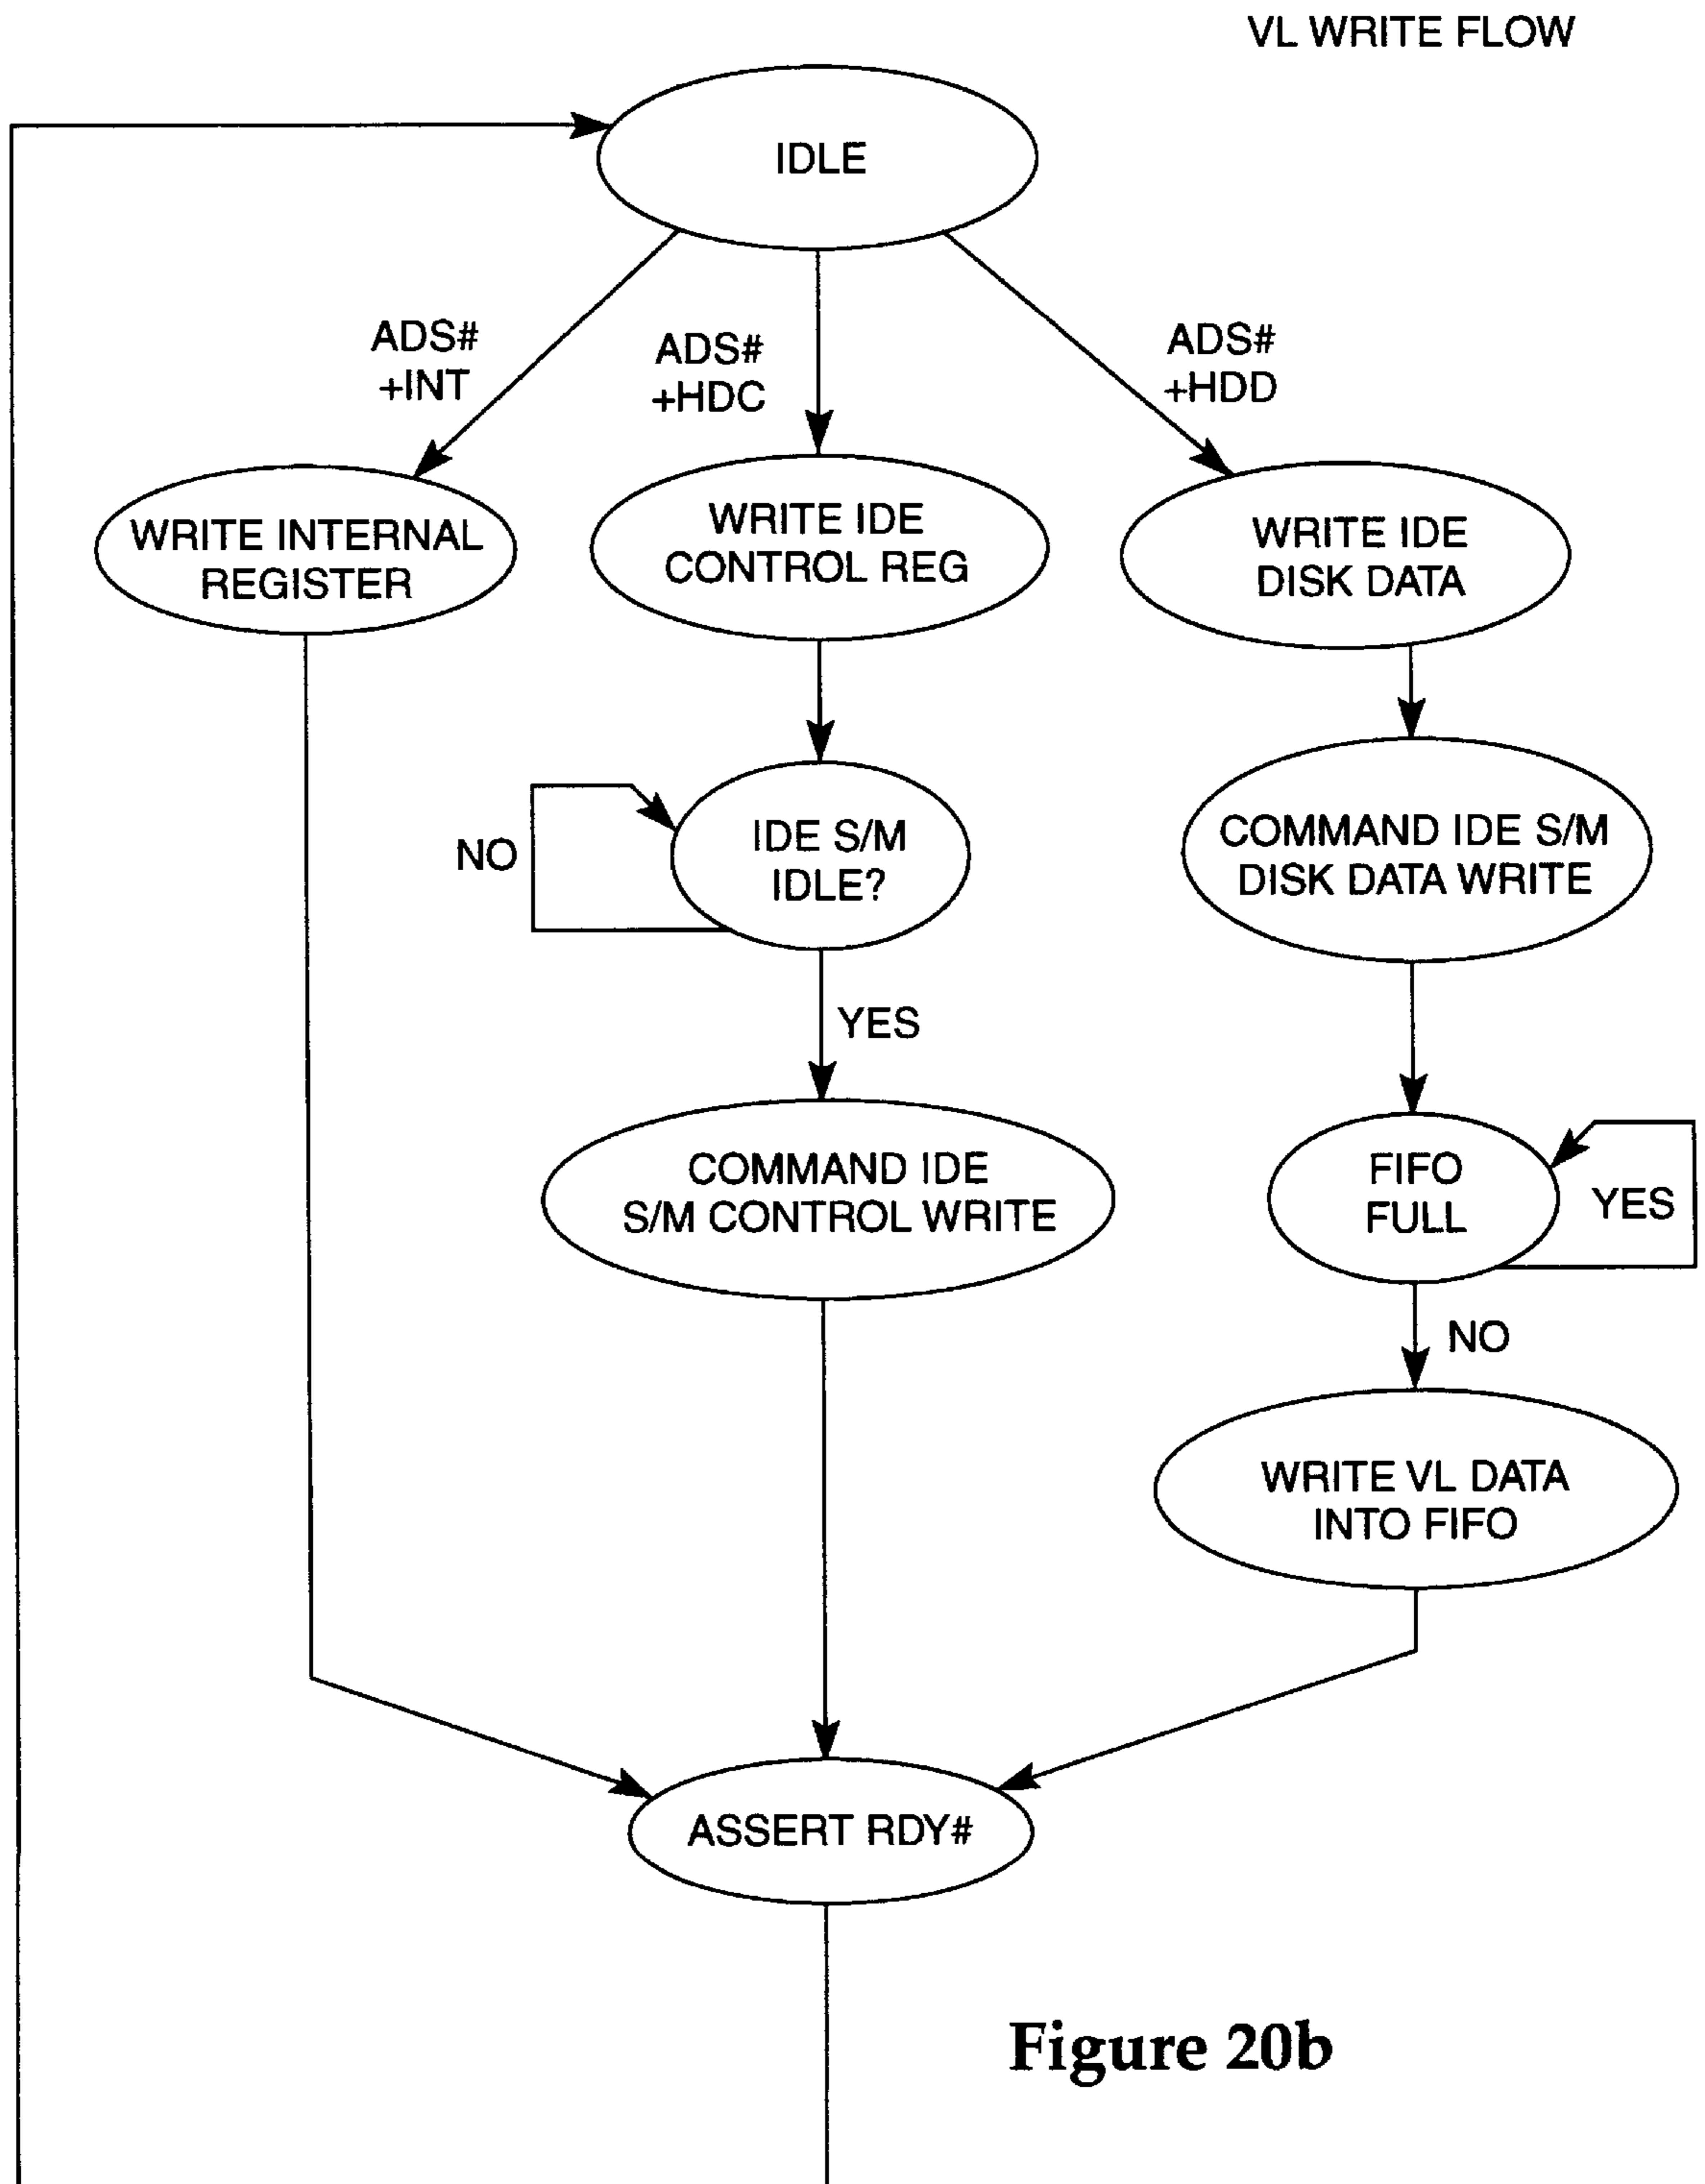 VL WRITE FLOW
IDLE
ADS#
+INT
ADS#
+HDC
ADS#
+HDD
WRITE INTERNAL
REGISTER
WRITE IDE
CONTROL REG
WRITE IDE
DISK DATA
NO
IDE S/M
IDLE?
COMMAND IDE S/M
DISK DATA WRITE
YES
COMMAND IDE
S/M CONTROL WRITE
FIFO
FULL
YES
NO
WRITE VL DATA
INTO FIFO
ASSERT RDY#
Figure 20b